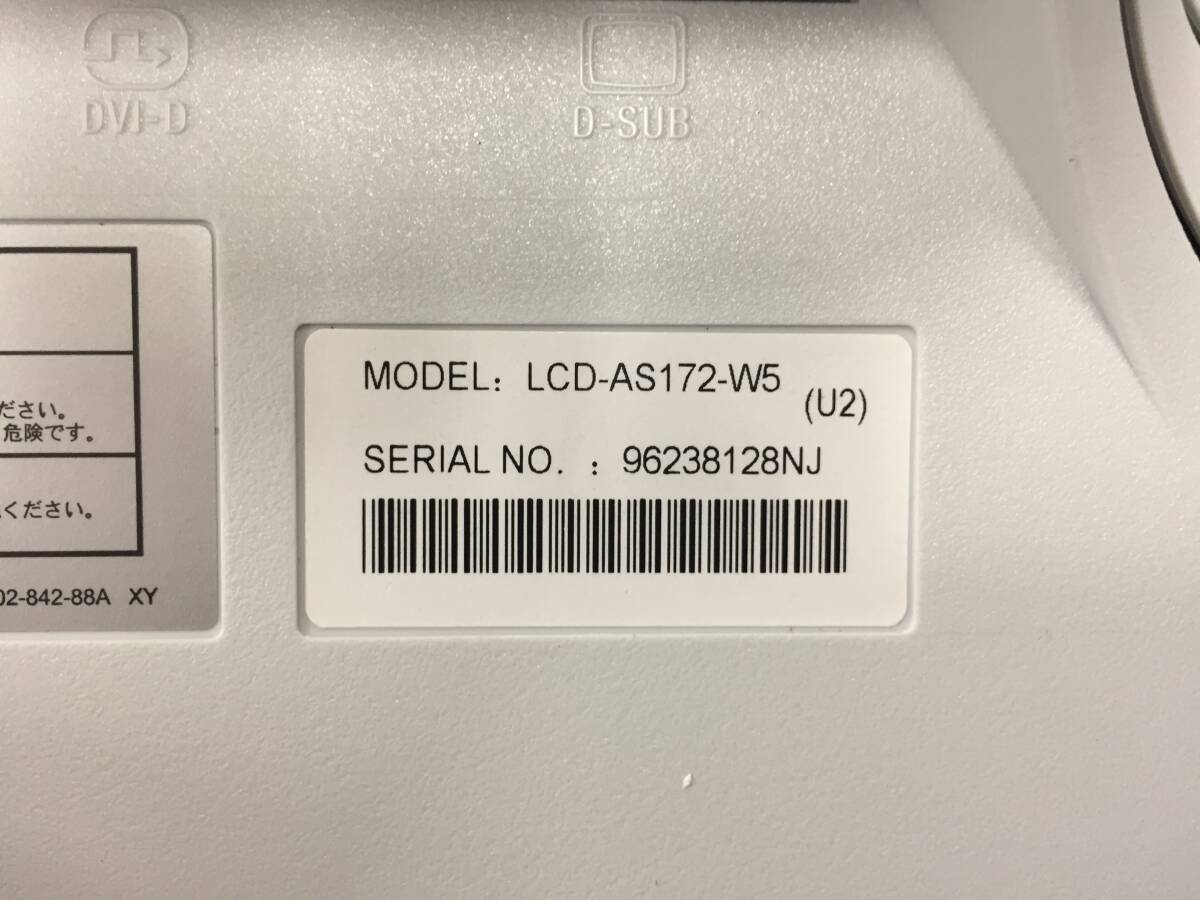 DVI-D
D-SUB
ださい。
危険です。
ください。
02-842-88A XY
MODEL: LCD-AS172-W5
(U2)
SERIAL NO. : 96238128NJ